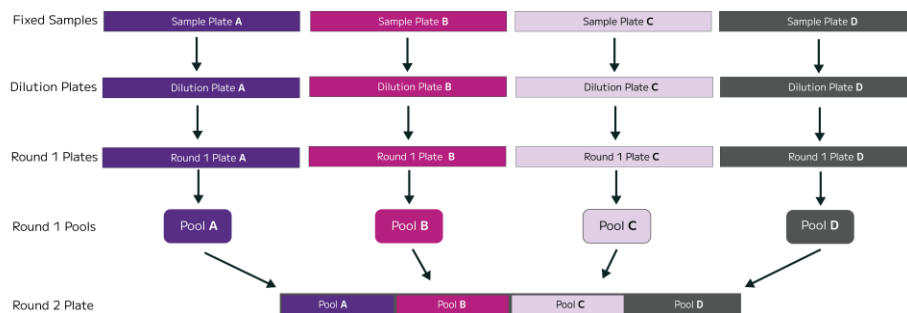 Fixed Samples
Sample Plate A
Sample Plate B
Sample Plate C
Sample Plate D
Dilution Plates
Dilution Plate A
Dilution Plate B
Dilution Plate C
Dilution Plate D
Round 1 Plates
Round 1 Plate A
Round 1 Plate B
Round 1 Plate C
Round 1 Plate D
Round 1 Pools
Pool A
Pool B
Pool C
Pool D
Round 2 Plate
Pool A
Pool B
Pool C
Pool D